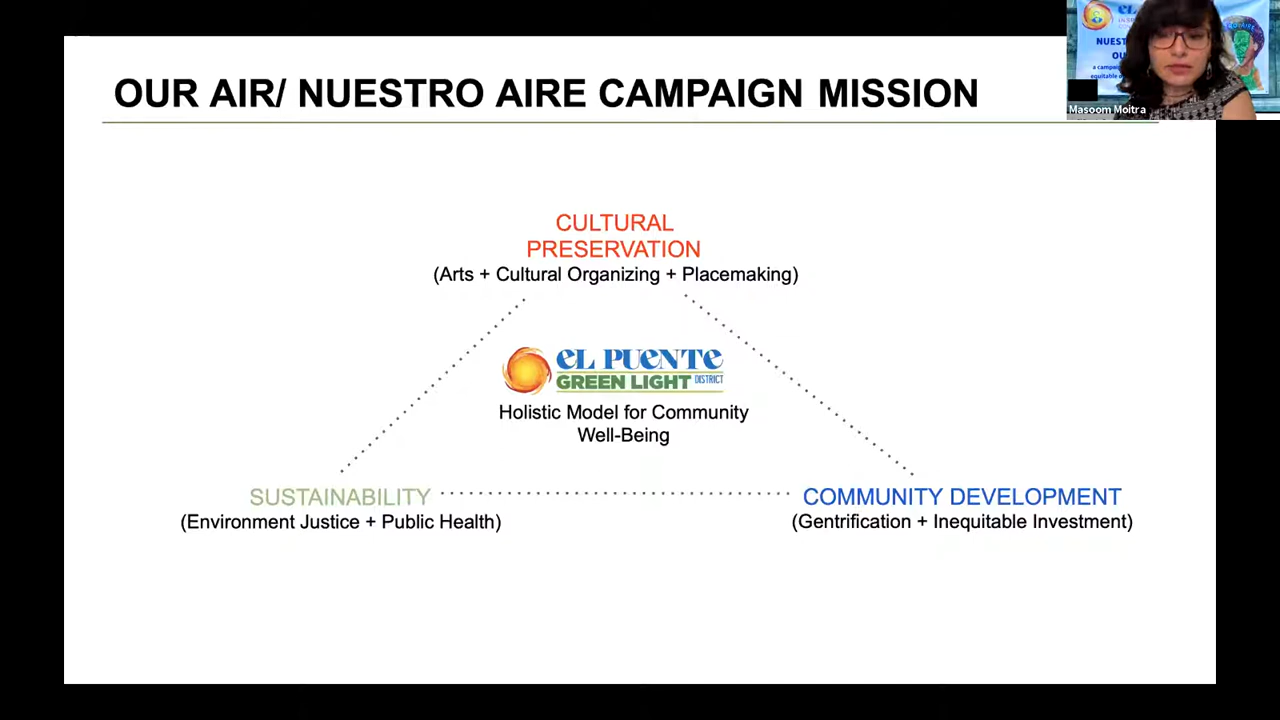 OUR AIR/ NUESTRO AIRE CAMPAIGN MISSION
Masoom Moitra
CULTURAL
PRESERVATION
(Arts + Cultural Organizing + Placemaking)
EL PUENTE
GREEN LIGHT DISTRICT
Holistic Model for Community
Well-Being
SUSTAINABILITY
(Environment Justice + Public Health)
COMMUNITY DEVELOPMENT
(Gentrification + Inequitable Investment)